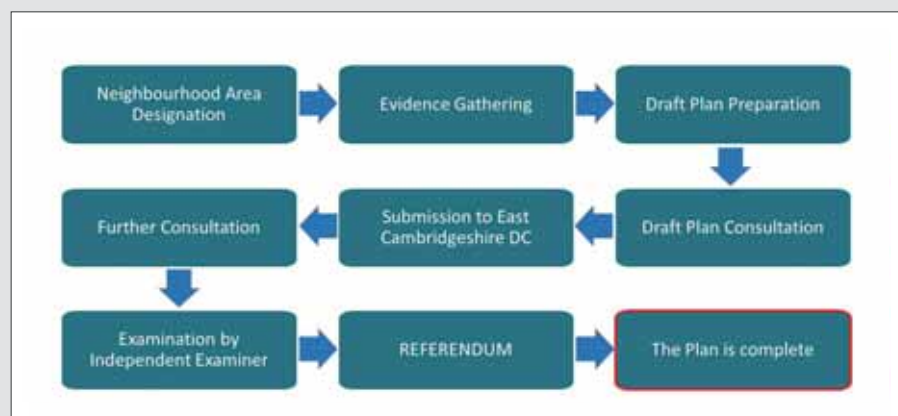 Neighbourhood Area
Designation
Evidence Gathering
Draft Plan Preparation
Draft Plan Consultation
Submission to East
Cambridgeshire DC
Further Consultation
Examination by
Independent Examiner
REFERENDUM
The Plan is complete